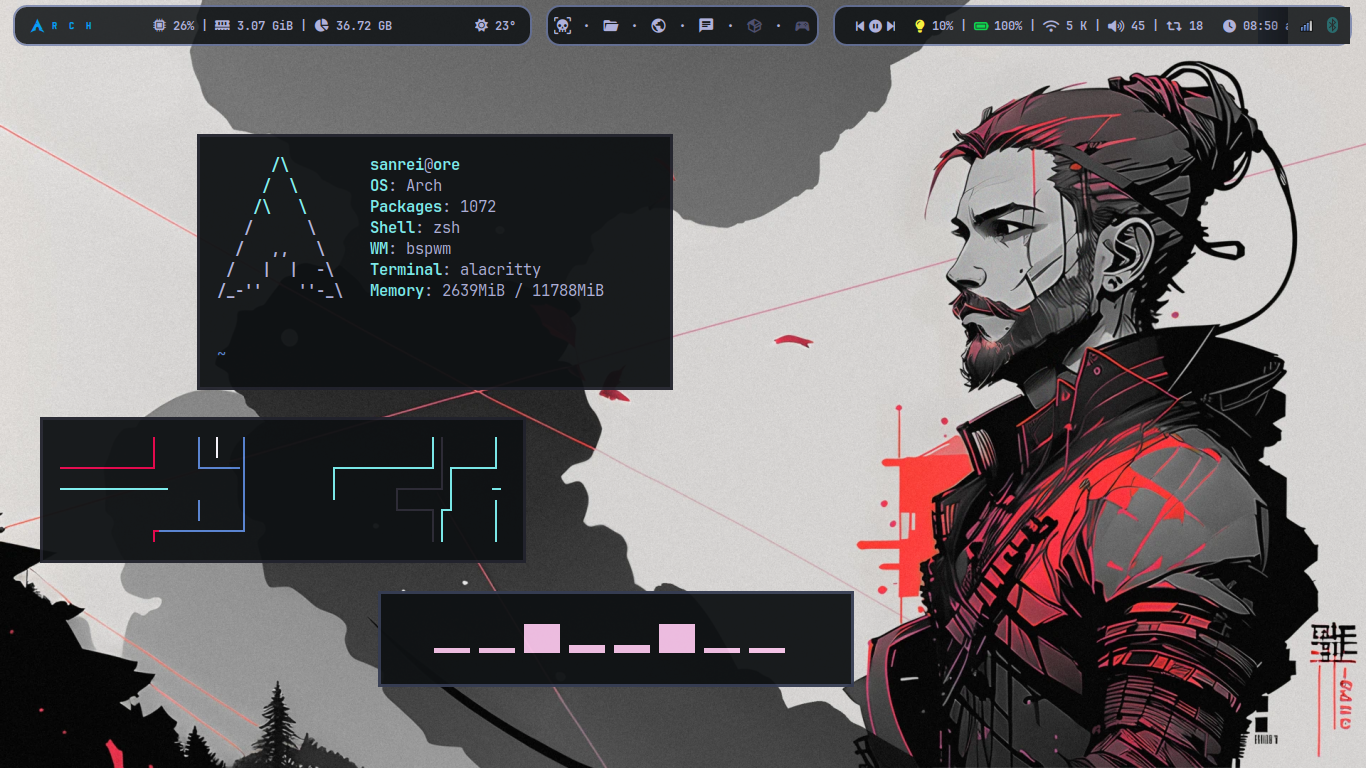 A R C H 26% | 3.07 GiB | 36.72 GB 23° 10% | 100% | 5 K | 45 | 18 08:50
sanrei@ore
OS: Arch
Packages: 1072
Shell: zsh
WM: bspwm
Terminal: alacritty
Memory: 2639MiB / 11788MiB
~